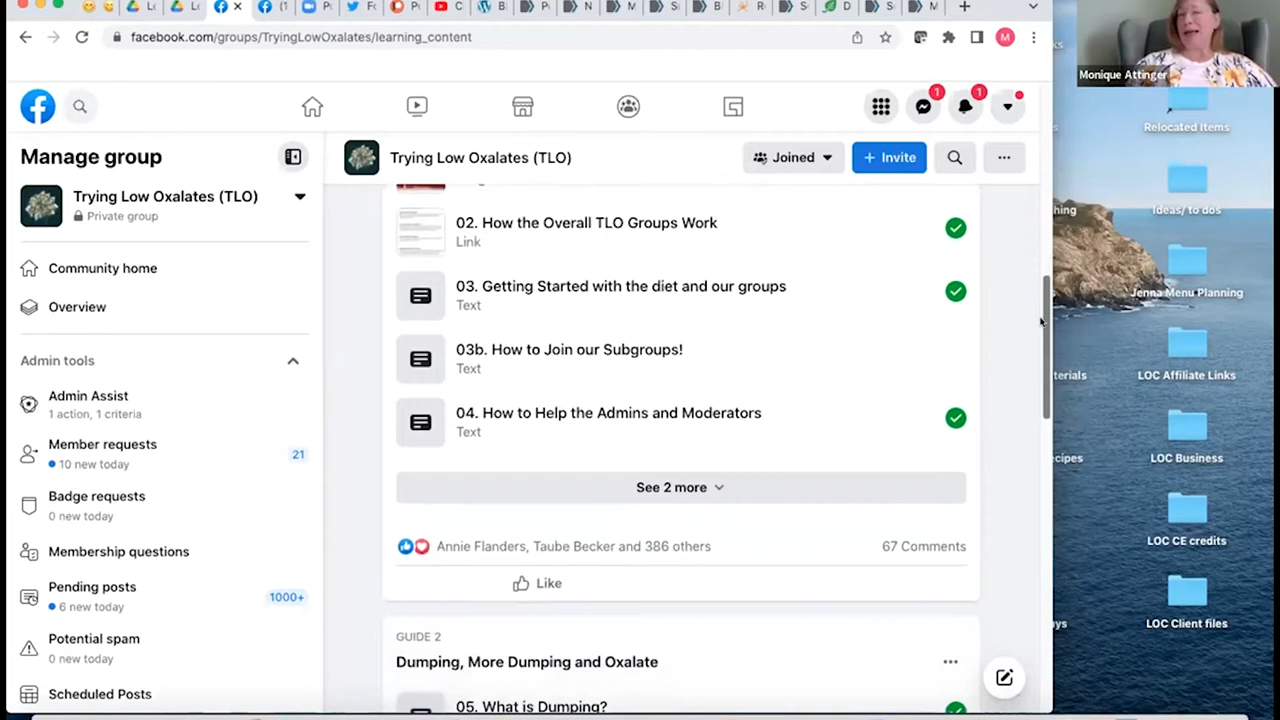 facebook.com/groups/TryingLowOxalates/learning_content
M
Monique Attinger
1
1
Manage group
Trying Low Oxalates (TLO)
Private group
Community home
Overview
Admin tools
Admin Assist
1 action, 1 criteria
Member requests
10 new today
21
Badge requests
0 new today
Membership questions
Pending posts
6 new today
1000+
Potential spam
0 new today
Scheduled Posts
Trying Low Oxalates (TLO)
Joined
+ Invite
02. How the Overall TLO Groups Work
Link
03. Getting Started with the diet and our groups
Text
03b. How to Join our Subgroups!
Text
04. How to Help the Admins and Moderators
Text
See 2 more
Annie Flanders, Taube Becker and 386 others
67 Comments
Like
GUIDE 2
Dumping, More Dumping and Oxalate
05. What is Dumping?
Relocated Items
Ideas/ to dos
Jenna Menu Planning
LOC Affiliate Links
LOC Business
LOC CE credits
LOC Client files